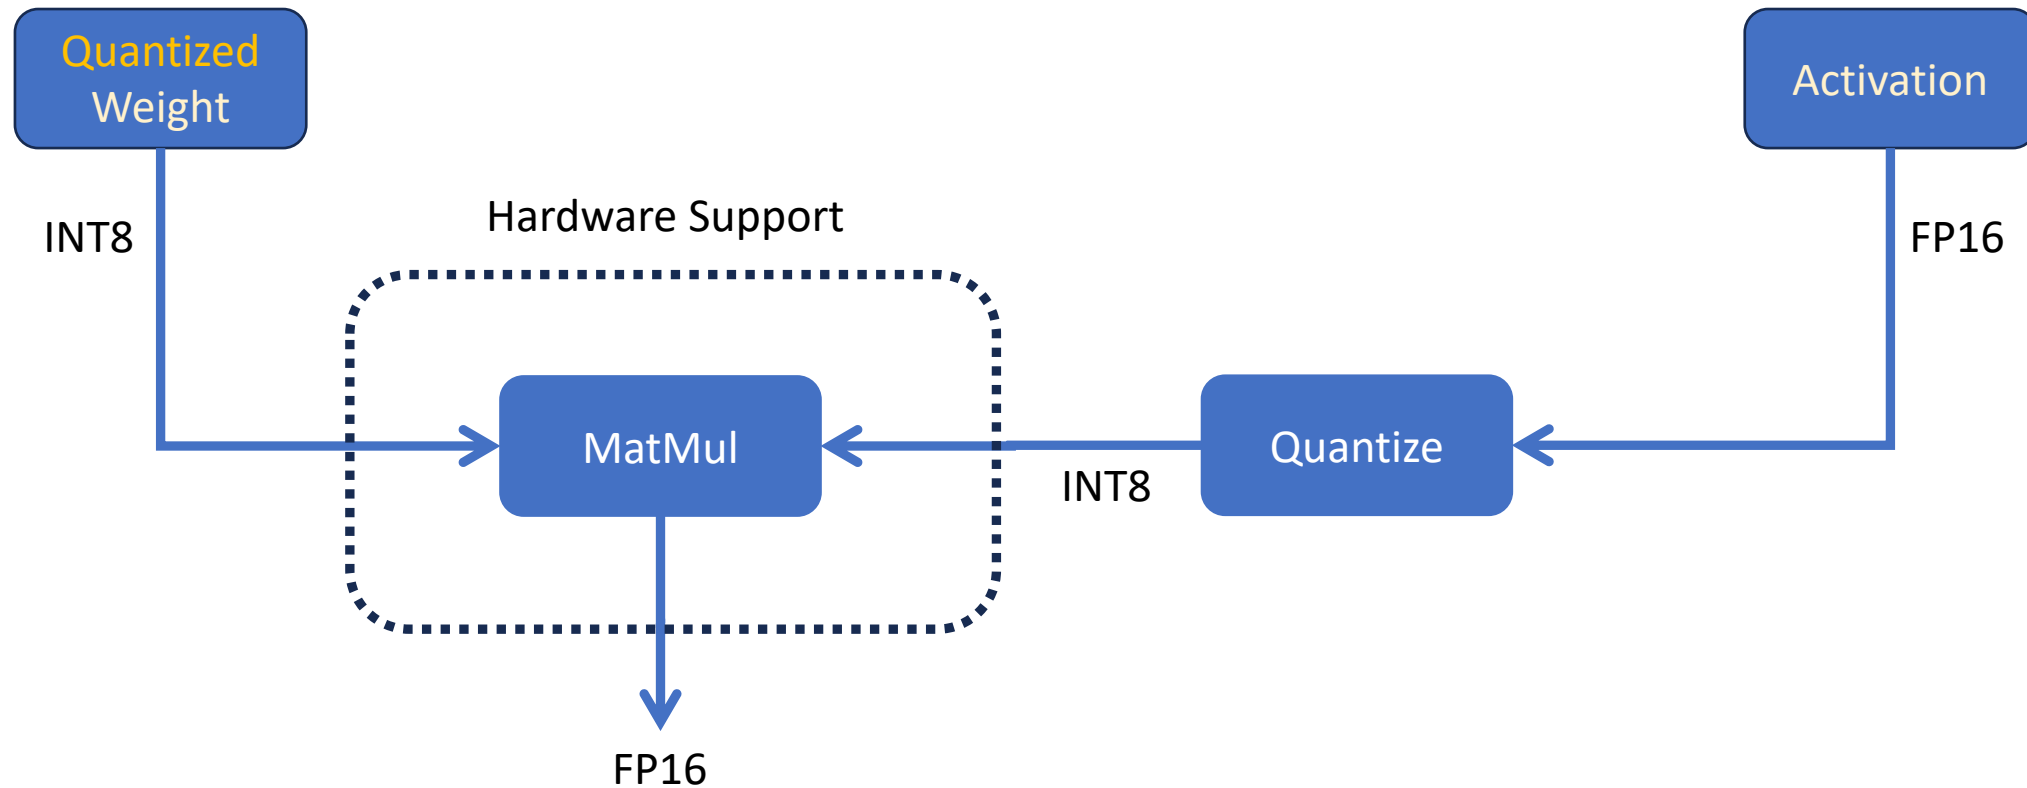 Quantized
Weight
Activation
INT8
Hardware Support
FP16
MatMul
INT8
Quantize
FP16